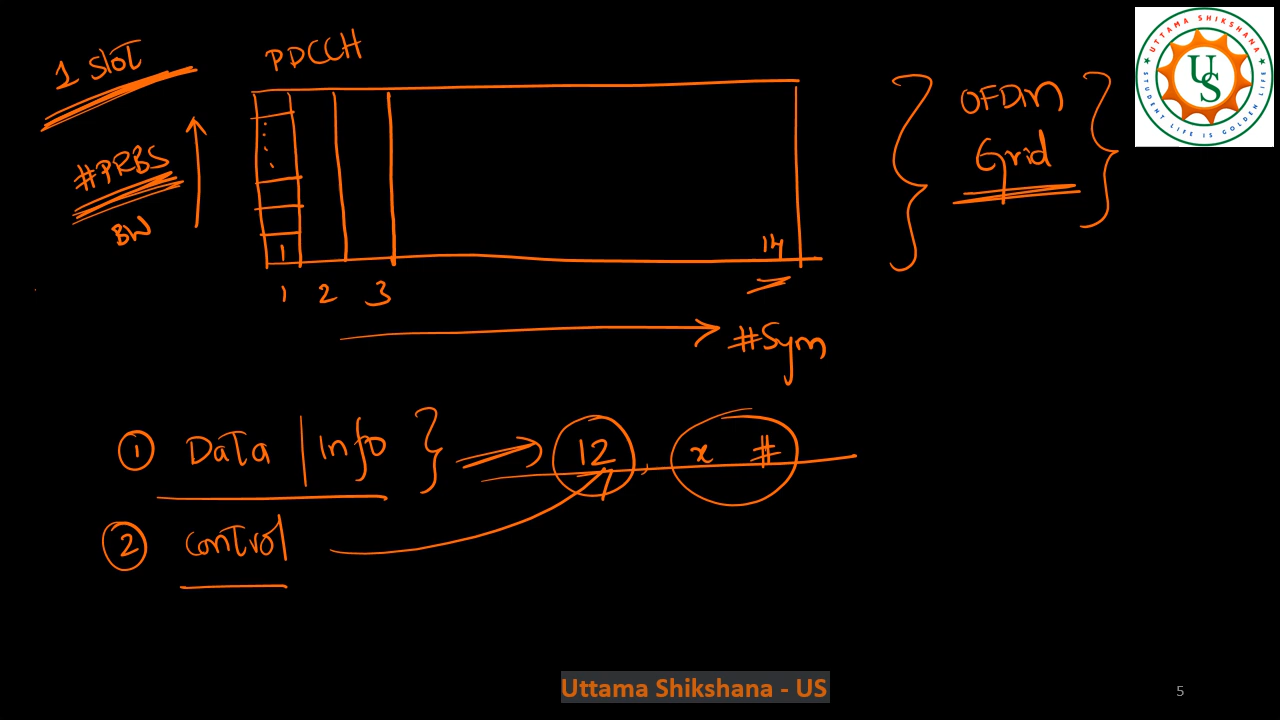 1 Slot
PDCCH
#PRBS
BW
1
14
1 2 3
#Sym
OFDM
Grid
UTTAMA SHIKSHANA
US
STUDENT LIFE IS GOLDEN LIFE
① Data | Info } ⇒ 12, x #
② Control
Uttama Shikshana - US
5